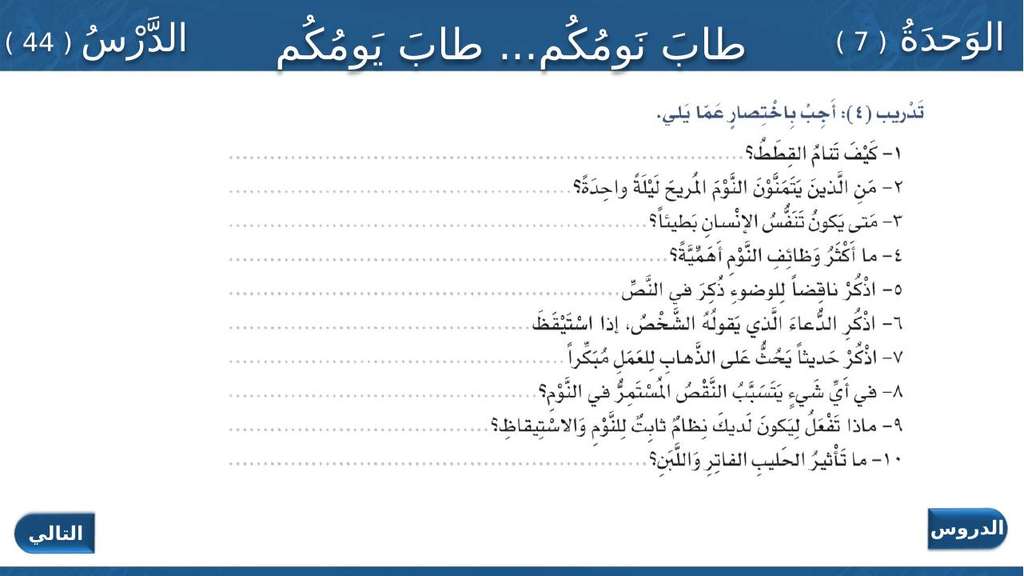 الوَحدَةُ ( 7 ) طابَ نَومُكُم... طابَ يَومُكُم الدَّرْسُ ( 44 )
تَدْريب (٤): أَجِبْ بِاخْتِصارٍ عَمّا يَلي.
١- كَيْفَ تَنامُ القِطَطُ؟
٢- مَنِ الَّذينَ يَتَمَنَّوْنَ النَّوْمَ المُريحَ لَيْلَةً واحِدَةً؟
٣- مَتى يَكونُ تَنَفُّسُ الإنْسانِ بَطيئاً؟
٤- ما أَكْثَرُ وَظائِفِ النَّوْمِ أَهَمِّيَّةً؟
٥- اذْكُرْ ناقِضاً لِلوضوءِ ذُكِرَ في النَّصِّ
٦- اذْكُرِ الدُّعاءَ الَّذي يَقولُهُ الشَّخْصُ، إذا اسْتَيْقَظَ
٧- اذْكُرْ حَديثاً يَحُثُّ عَلى الذَّهابِ لِلعَمَلِ مُبَكِّراً
٨- في أَيِّ شَيءٍ يَتَسَبَّبُ النَّقْصُ المُسْتَمِرُّ في النَّوْمِ؟
٩- ماذا تَفْعَلُ لِيَكونَ لَديكَ نِظامٌ ثابِتٌ لِلنَّوْمِ وَالاسْتِيقاظِ؟
١٠- ما تَأْثيرُ الحَليبِ الفاتِرِ وَاللَّبَنِ؟
الدروس
التالي